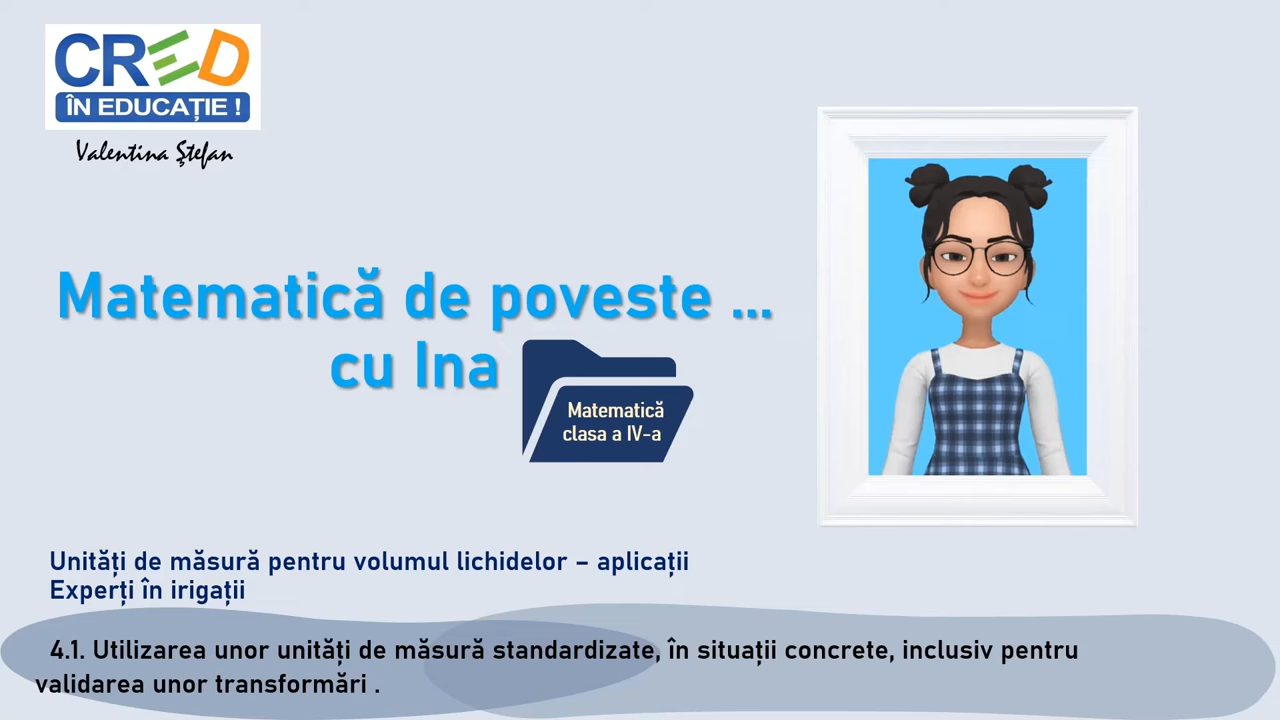 CRED
ÎN EDUCAȚIE !
Valentina Ştefan
Matematică de poveste ...
cu Ina
Matematică
clasa a IV-a
Unități de măsură pentru volumul lichidelor – aplicații
Experți în irigații
4.1. Utilizarea unor unități de măsură standardizate, în situații concrete, inclusiv pentru
validarea unor transformări .